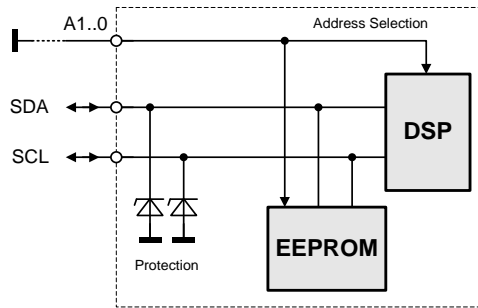 A1..0
Address Selection
SDA
DSP
SCL
EEPROM
Protection